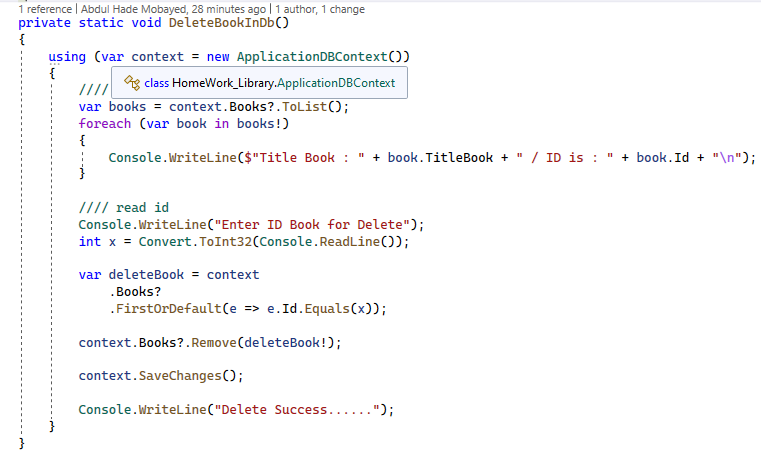 1 reference | Abdul Hade Mobayed, 28 minutes ago | 1 author, 1 change
private static void DeleteBookInDb()
{
using (var context = new ApplicationDBContext())
{
////
class HomeWork_Library.ApplicationDBContext
var books = context.Books?.ToList();
foreach (var book in books!)
{
Console.WriteLine($"Title Book : " + book.TitleBook + " / ID is : " + book.Id + "\n");
}
//// read id
Console.WriteLine("Enter ID Book for Delete");
int x = Convert.ToInt32(Console.ReadLine());
var deleteBook = context
.Books?
.FirstOrDefault(e => e.Id.Equals(x));
context.Books?.Remove(deleteBook!);
context.SaveChanges();
Console.WriteLine("Delete Success......");
}
}